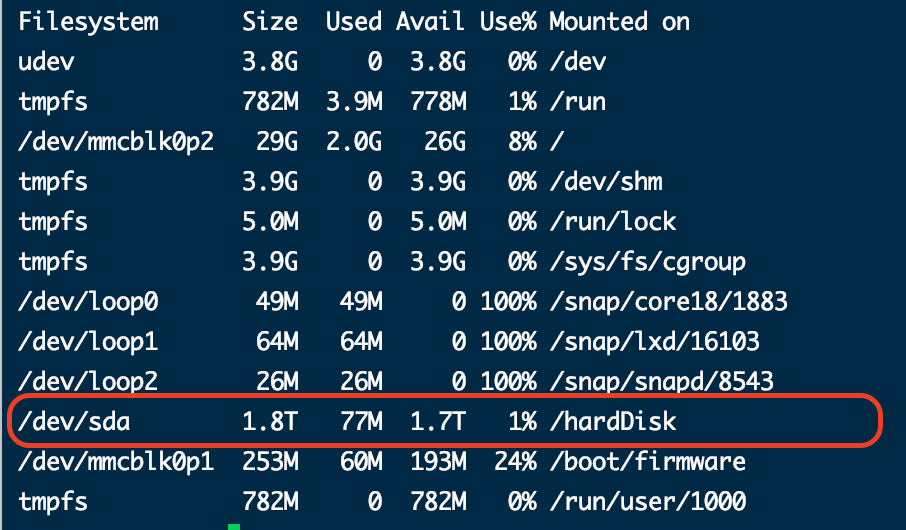 Filesystem Size Used Avail Use% Mounted on
udev 3.8G 0 3.8G 0% /dev
tmpfs 782M 3.9M 778M 1% /run
/dev/mmcblk0p2 29G 2.0G 26G 8% /
tmpfs 3.9G 0 3.9G 0% /dev/shm
tmpfs 5.0M 0 5.0M 0% /run/lock
tmpfs 3.9G 0 3.9G 0% /sys/fs/cgroup
/dev/loop0 49M 49M 0 100% /snap/core18/1883
/dev/loop1 64M 64M 0 100% /snap/lxd/16103
/dev/loop2 26M 26M 0 100% /snap/snapd/8543
/dev/sda 1.8T 77M 1.7T 1% /hardDisk
/dev/mmcblk0p1 253M 60M 193M 24% /boot/firmware
tmpfs 782M 0 782M 0% /run/user/1000